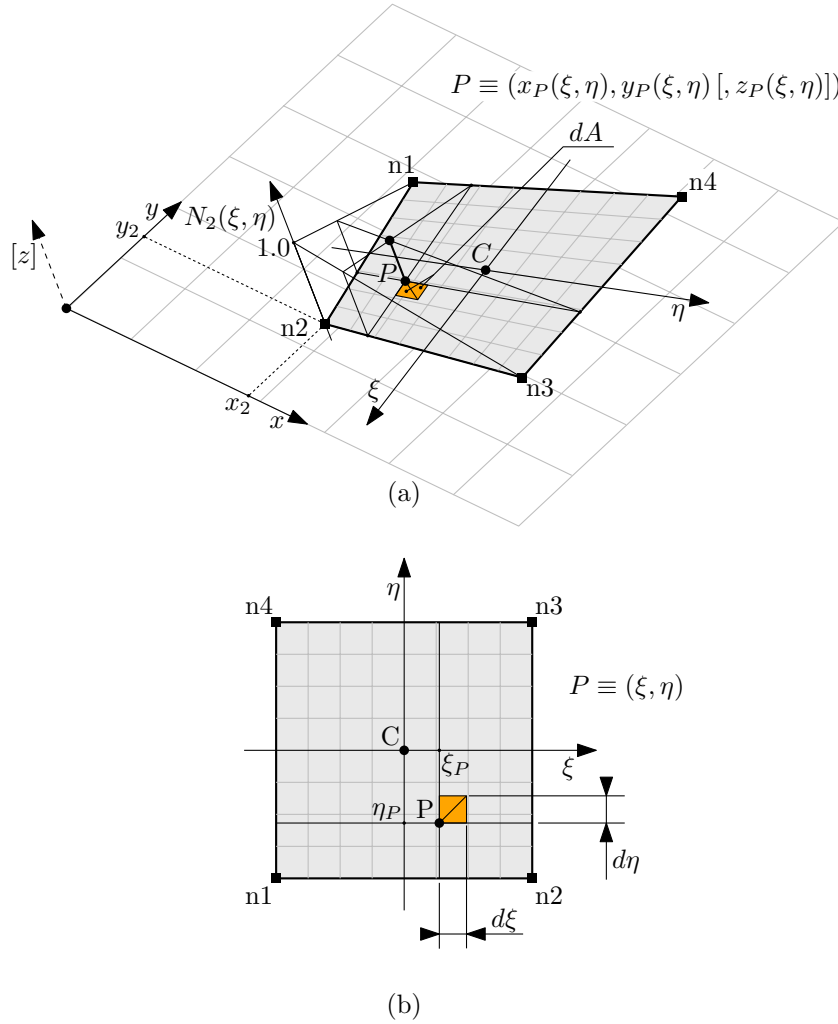 P ≡ (x_P(ξ, η), y_P(ξ, η) [, z_P(ξ, η)])
dA
n1
n4
y
N_2(ξ, η)
y_2
1.0
[z]
C
P
n2
η
ξ
n3
x_2
x
(a)
η
n4
n3
P ≡ (ξ, η)
C
ξ_P
ξ
η_P
P
dη
n1
n2
dξ
(b)